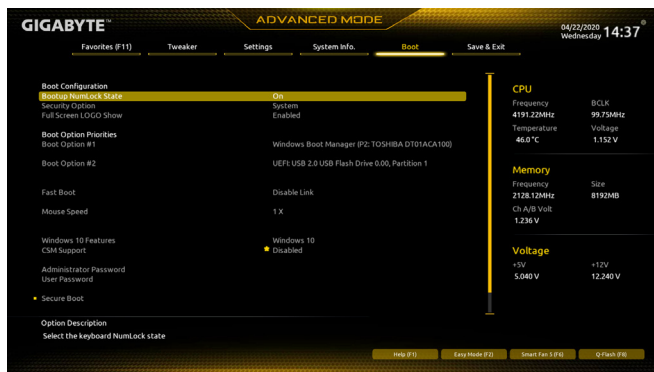 GIGABYTE™
ADVANCED MODE
04/22/2020
Wednesday 14:37
Favorites (F11) Tweaker Settings System Info. Boot Save & Exit
Boot Configuration
Bootup NumLock State On
Security Option System
Full Screen LOGO Show Enabled
Boot Option Priorities
Boot Option #1 Windows Boot Manager (P2: TOSHIBA DT01ACA100)
Boot Option #2 UEFI: USB 2.0 USB Flash Drive 0.00, Partition 1
Fast Boot Disable Link
Mouse Speed 1 X
Windows 10 Features Windows 10
CSM Support Disabled
Administrator Password
User Password
Secure Boot
Option Description
Select the keyboard NumLock state
CPU
Frequency BCLK
4191.22MHz 99.75MHz
Temperature Voltage
46.0 °C 1.152 V
Memory
Frequency Size
2128.12MHz 8192MB
Ch A/B Volt
1.236 V
Voltage
+5V +12V
5.040 V 12.240 V
Help (F1) Easy Mode (F2) Smart Fan 5 (F6) Q-Flash (F8)